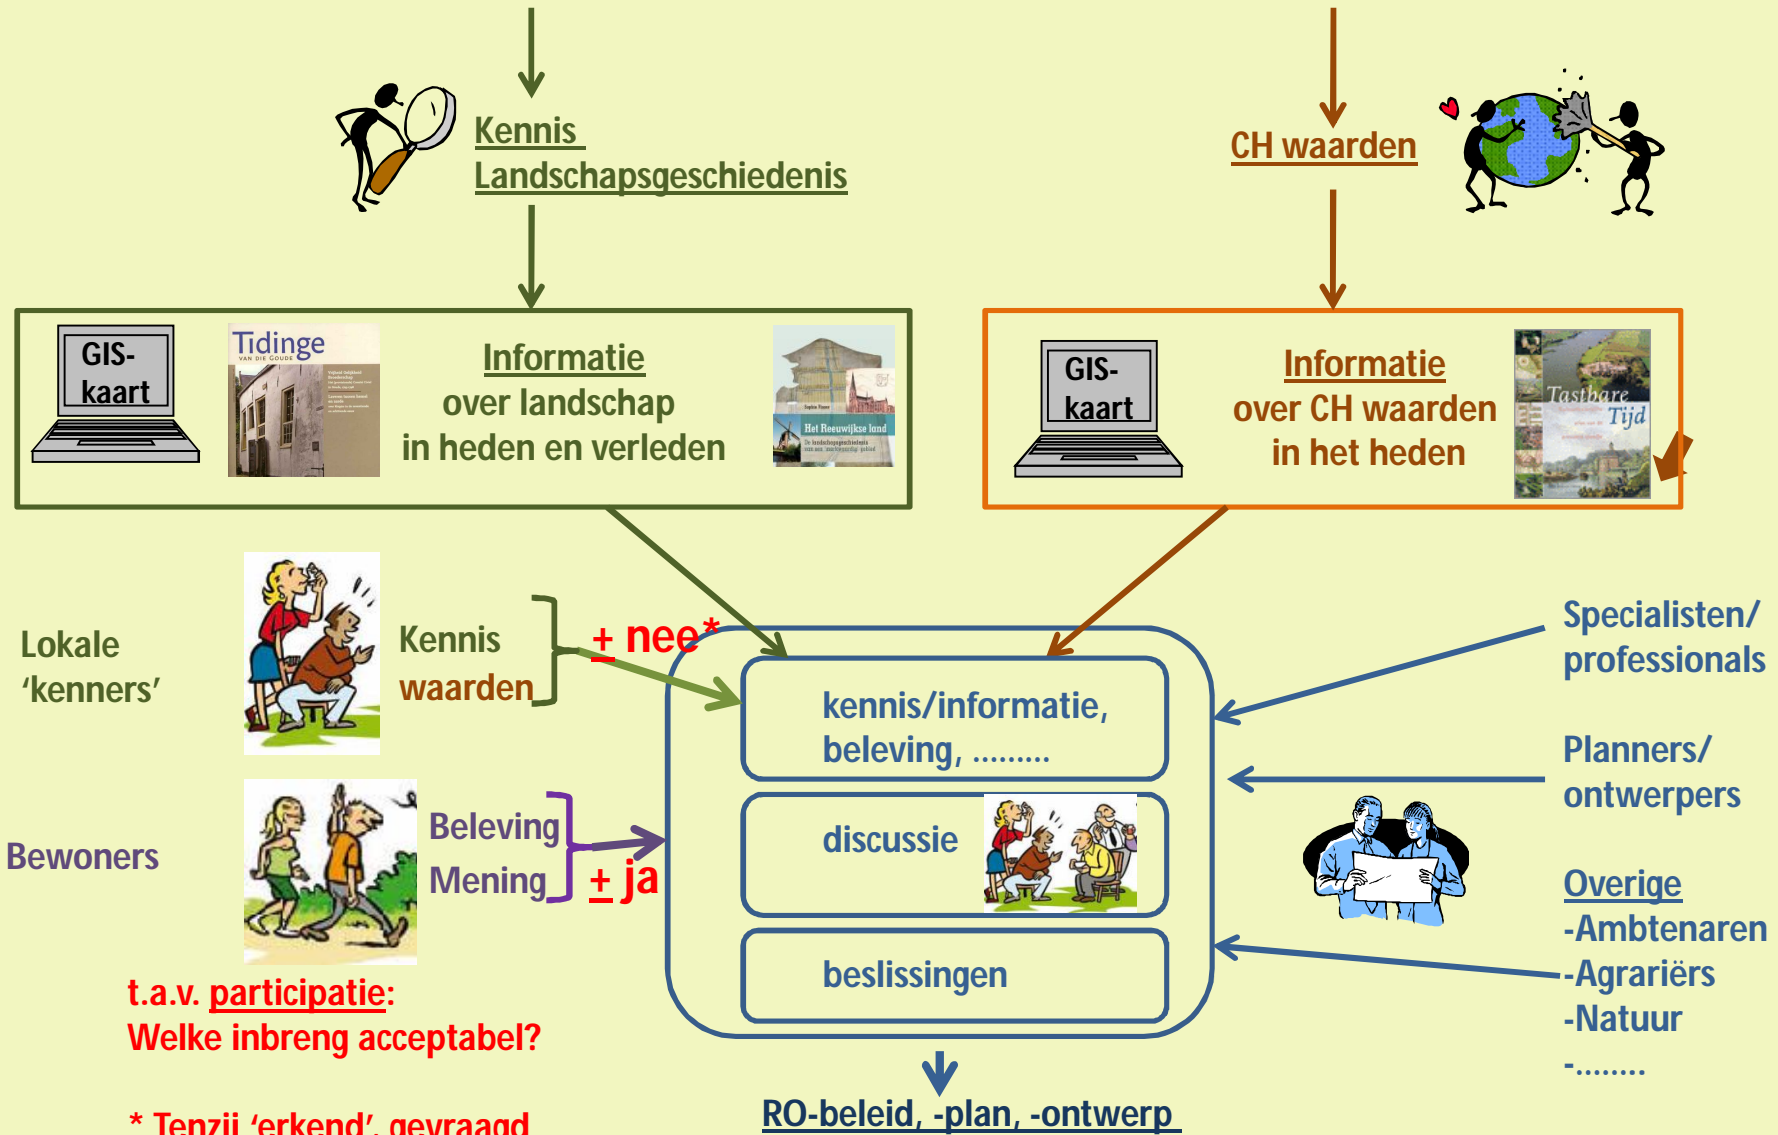 Kennis
Landschapsgeschiedenis
CH waarden
GIS-
kaart
Tidinge
VAN DIE GOUDE
Informatie
over landschap
in heden en verleden
Het Reeuwijkse land
GIS-
kaart
Informatie
over CH waarden
in het heden
Tastbare
Tijd
Lokale
‘kenners’
Kennis
waarden
± nee*
kennis/informatie,
beleving, .........
Specialisten/
professionals
Planners/
ontwerpers
Bewoners
Beleving
Mening
± ja
discussie
Overige
-Ambtenaren
-Agrariërs
-Natuur
-........
beslissingen
t.a.v. participatie:
Welke inbreng acceptabel?
* Tenzij ‘erkend’, gevraagd
RO-beleid, -plan, -ontwerp